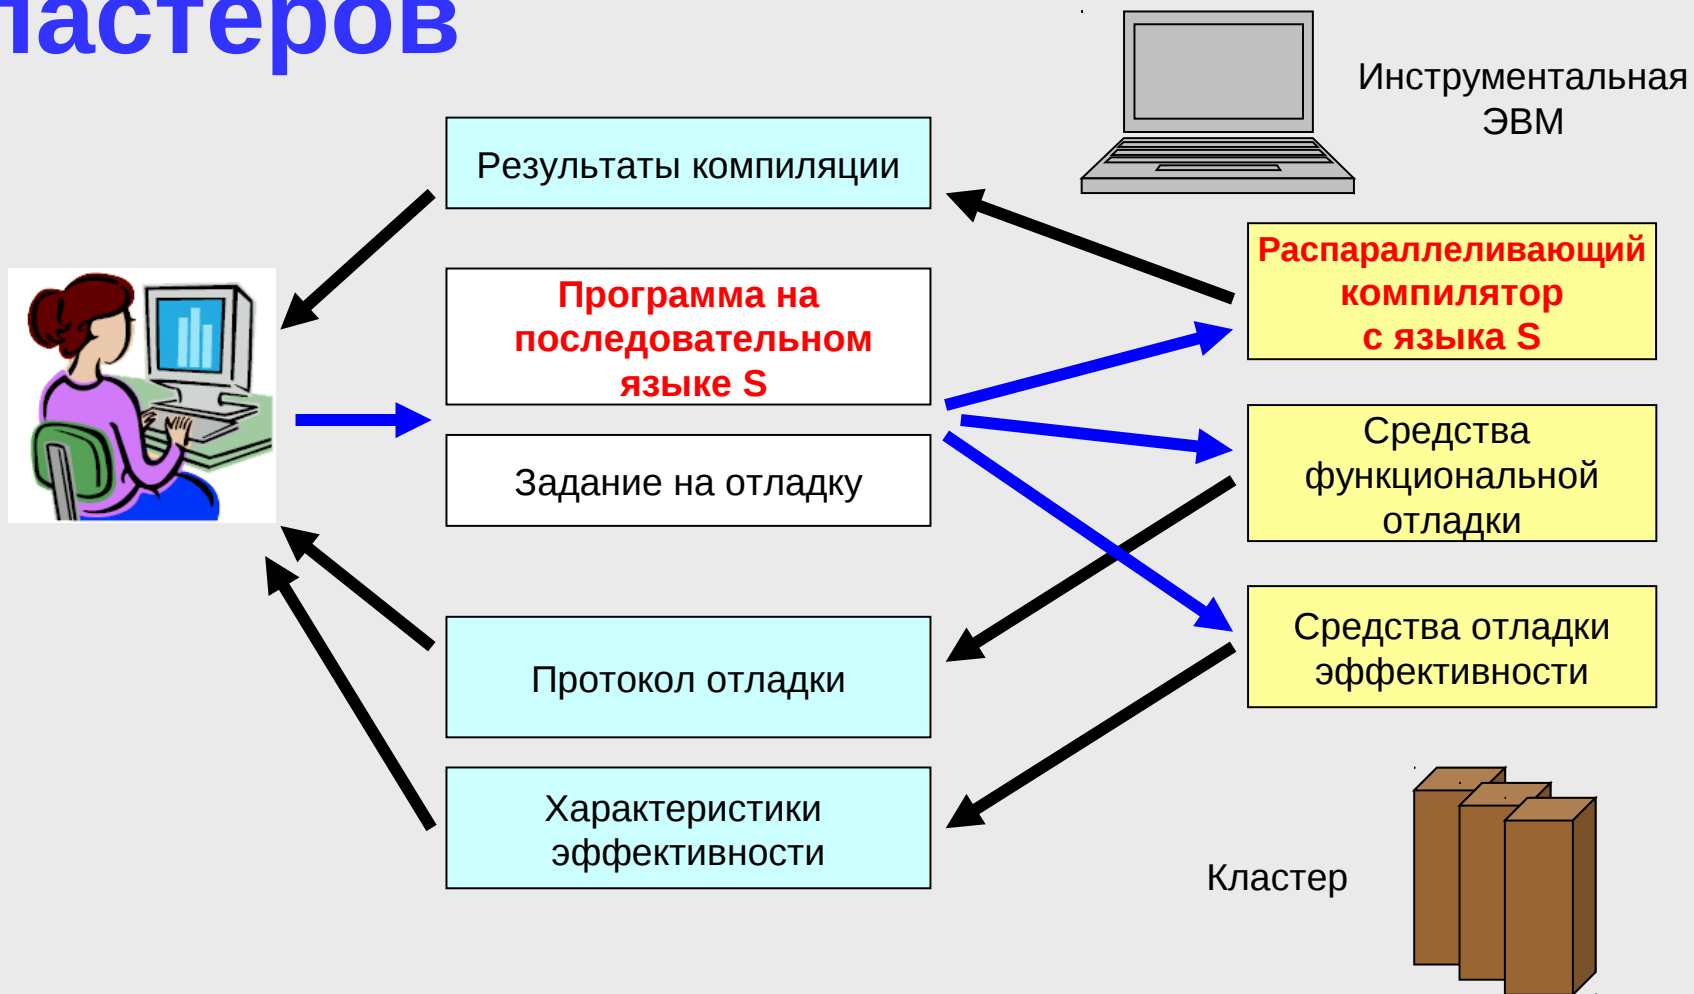 ластеров
Инструментальная
ЭВМ
Результаты компиляции
Распараллеливающий
компилятор
с языка S
Программа на
последовательном
языке S
Задание на отладку
Средства
функциональной
отладки
Средства отладки
эффективности
Протокол отладки
Характеристики
эффективности
Кластер